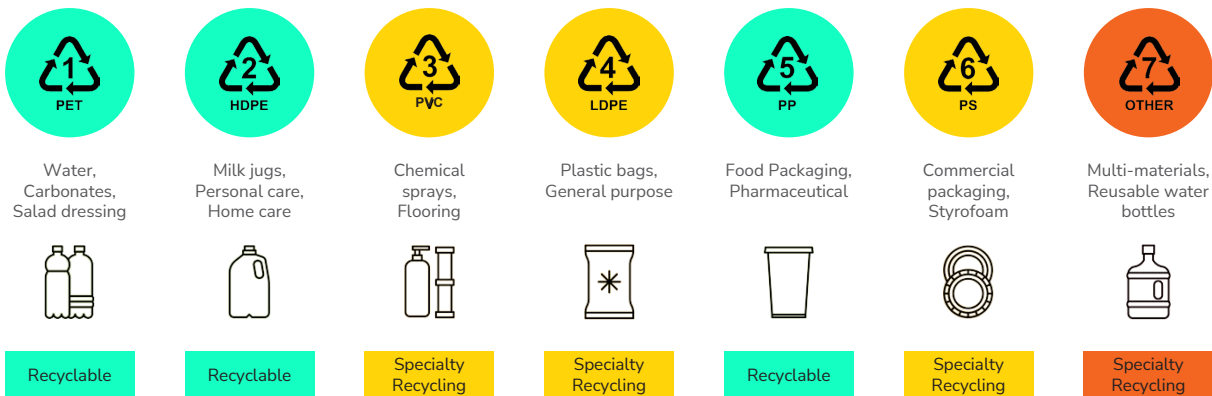 1
PET
2
HDPE
3
PVC
4
LDPE
5
PP
6
PS
7
OTHER
Water,
Carbonates,
Salad dressing
Milk jugs,
Personal care,
Home care
Chemical
sprays,
Flooring
Plastic bags,
General purpose
Food Packaging,
Pharmaceutical
Commercial
packaging,
Styrofoam
Multi-materials,
Reusable water
bottles
Recyclable
Recyclable
Specialty
Recycling
Specialty
Recycling
Recyclable
Specialty
Recycling
Specialty
Recycling